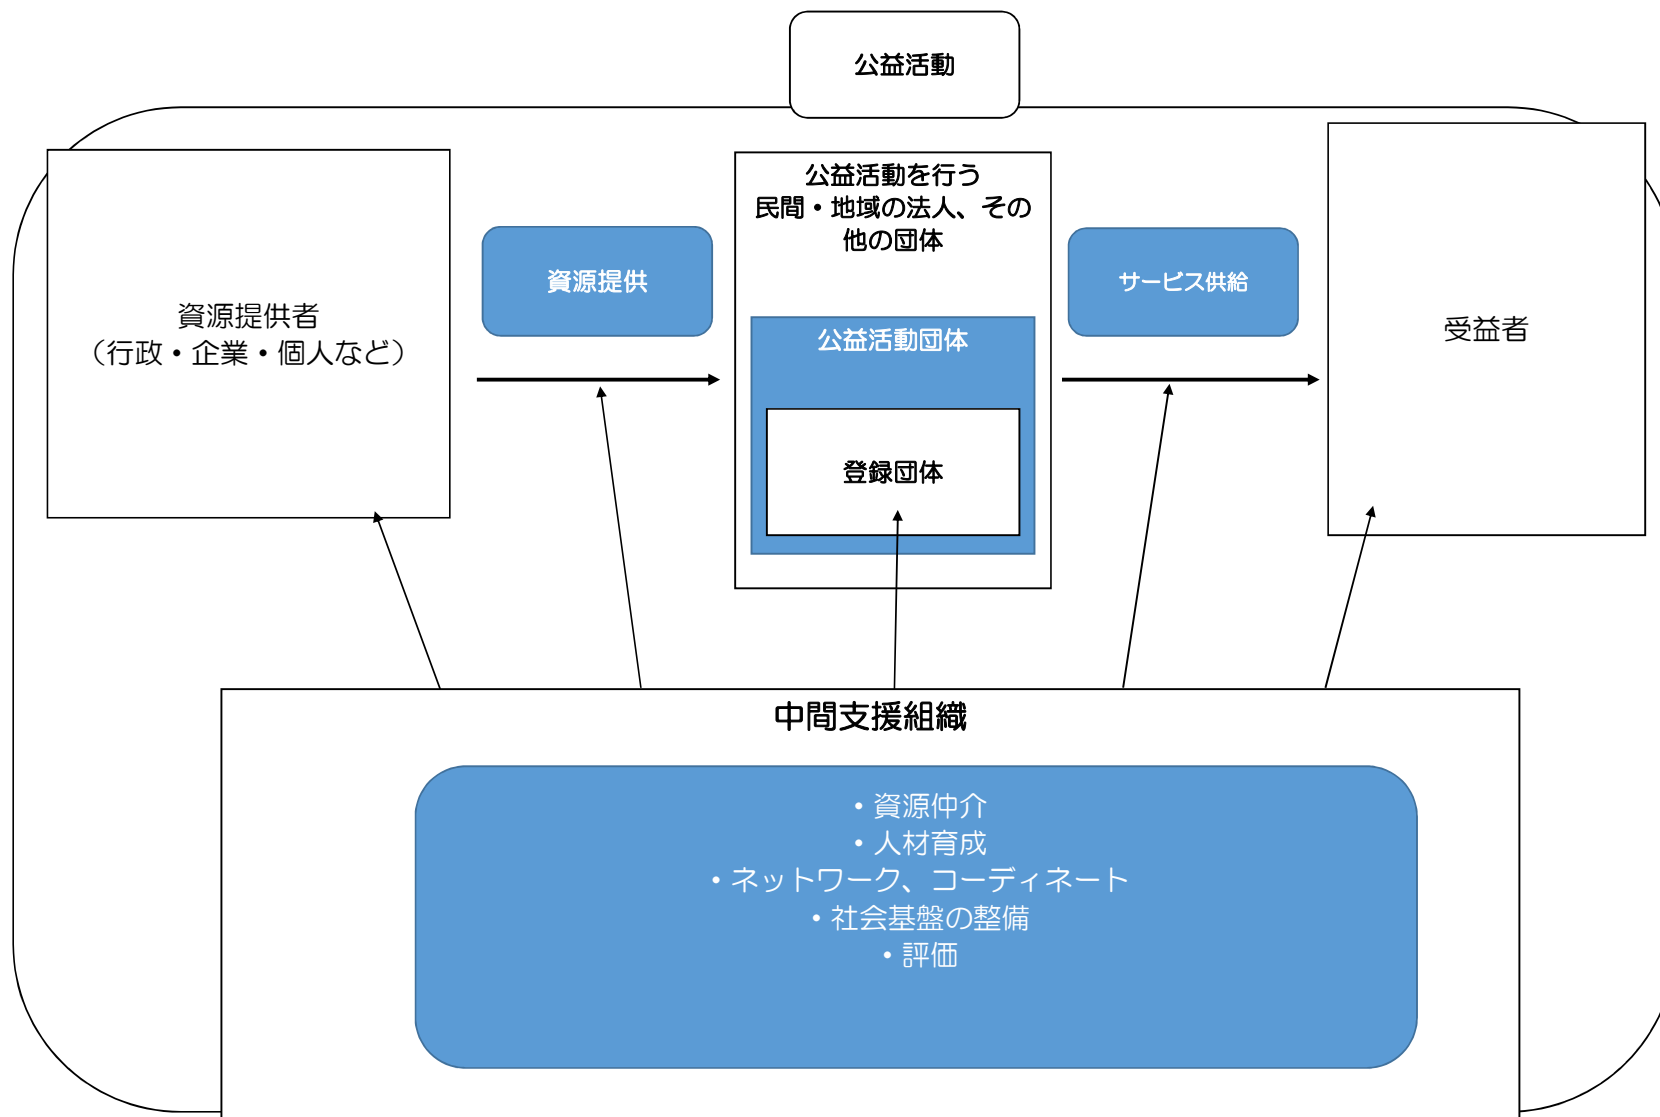 公益活動
資源提供者
（行政・企業・個人など）
資源提供
公益活動を行う
民間・地域の法人、その
他の団体
公益活動団体
登録団体
サービス供給
受益者
中間支援組織
・資源仲介
・人材育成
・ネットワーク、コーディネート
・社会基盤の整備
・評価